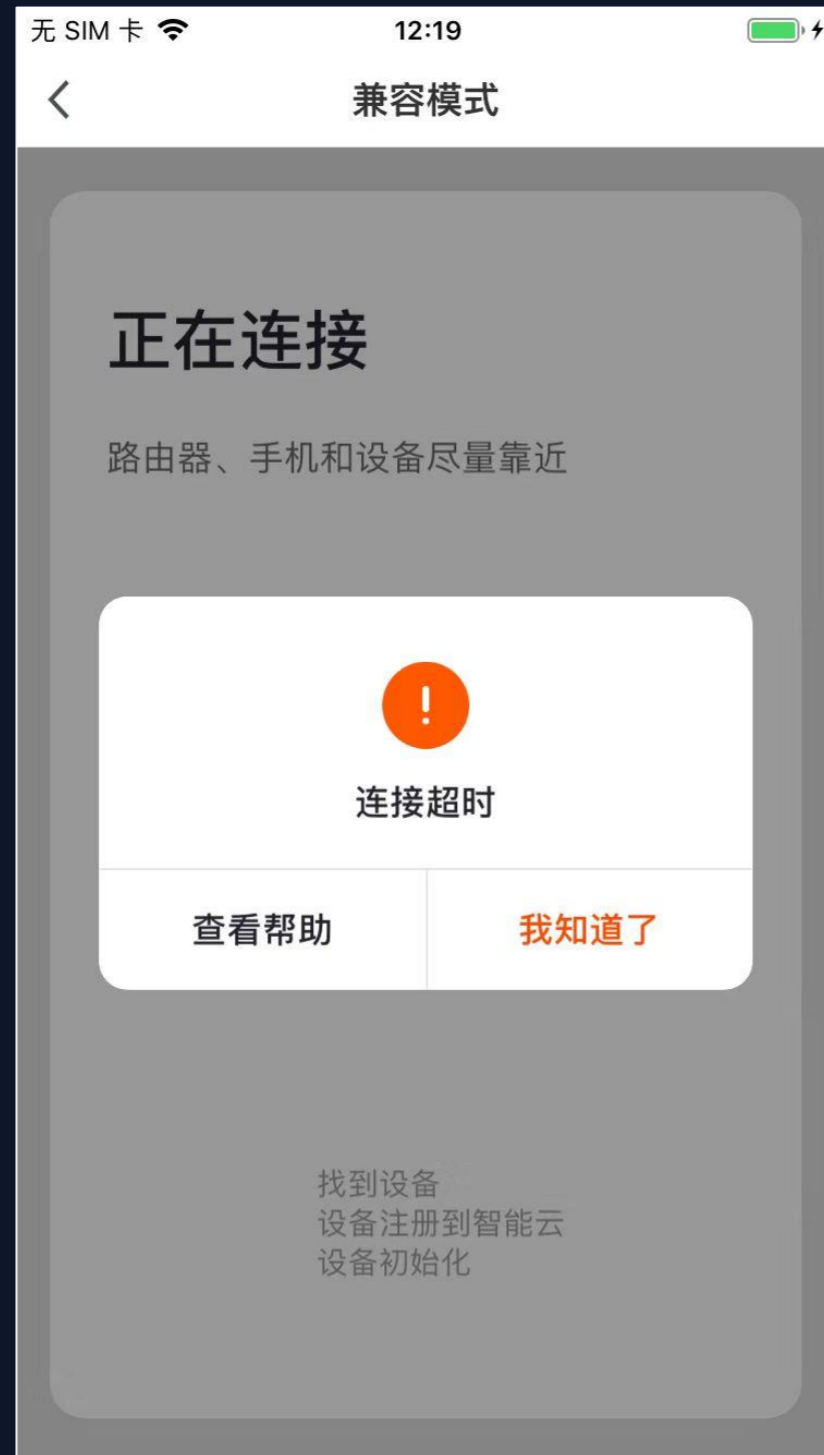 无 SIM 卡
12:19
兼容模式
正在连接
路由器、手机和设备尽量靠近
!
连接超时
查看帮助
我知道了
找到设备
设备注册到智能云
设备初始化